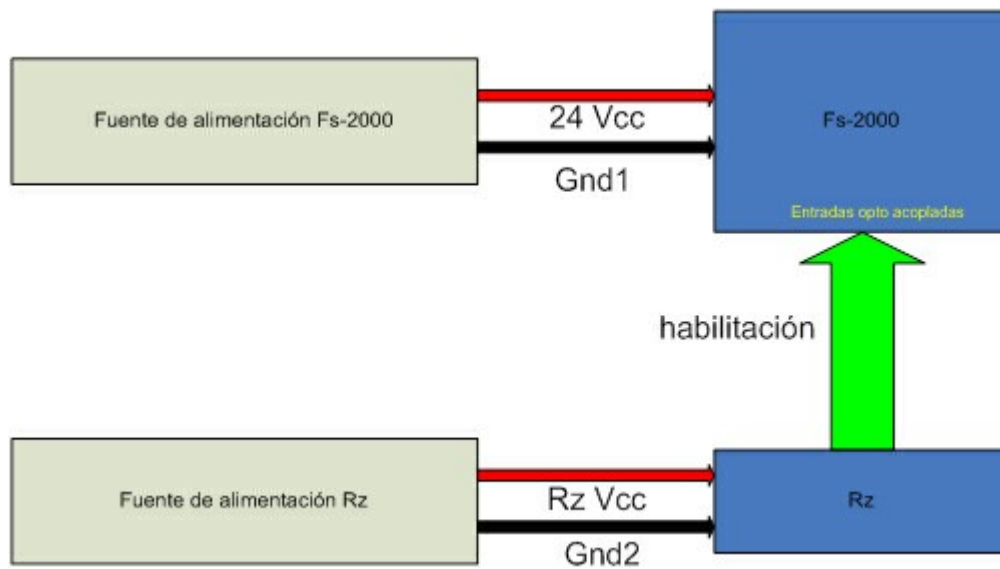 Fuente de alimentación Fs-2000
24 Vcc
Gnd1
Fs-2000
Entradas opto acopladas
habilitación
Fuente de alimentación Rz
Rz Vcc
Gnd2
Rz